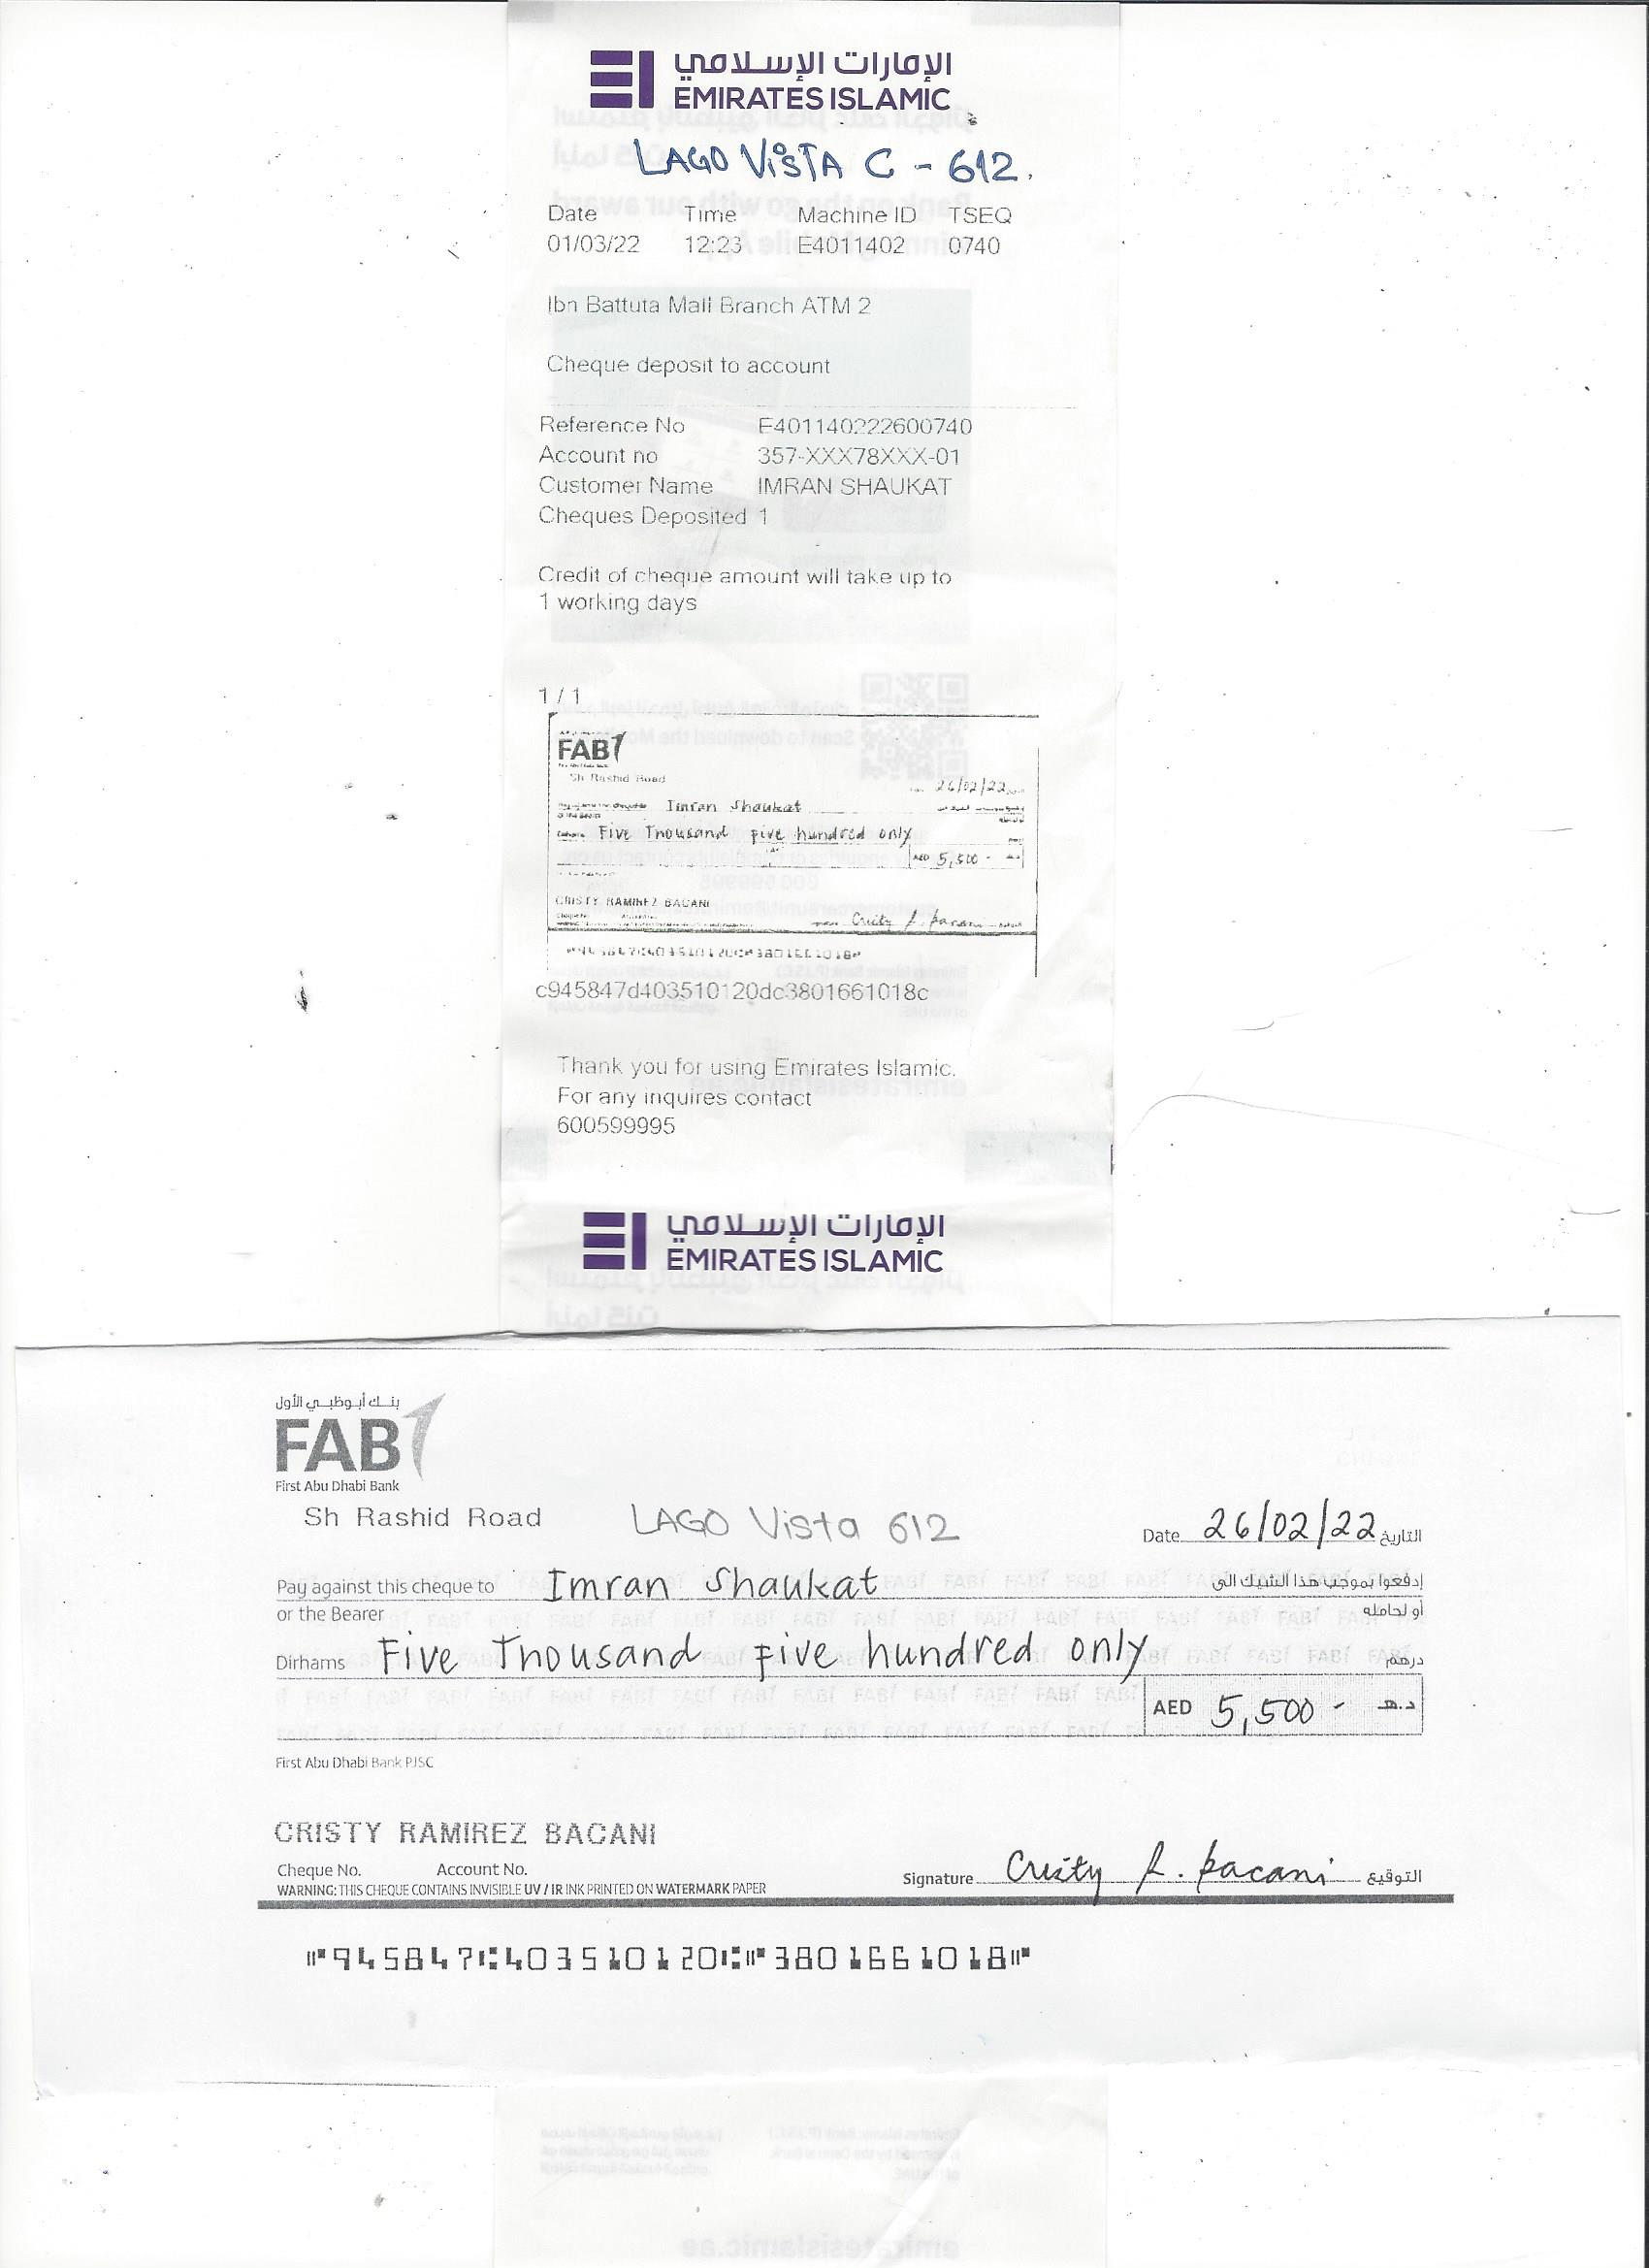 الإمارات الإسلامي
EMIRATES ISLAMIC
LAGO VISTA C - 612.
Date Time Machine ID TSEQ
01/03/22 12:23 E4011402 0740
Ibn Battuta Mall Branch ATM 2
Cheque deposit to account
Reference No E401140222600740
Account no 357-XXX78XXX-01
Customer Name IMRAN SHAUKAT
Cheques Deposited 1
Credit of cheque amount will take up to
1 working days
1 / 1
FAB
Sh Rashid Road
26/02/22
Imran Shaukat
Five Thousand five hundred only
AED 5,500 -
CRISTY RAMIREZ BACANI
Cristy R. bacani
c945847d403510120dc3801661018c
Thank you for using Emirates Islamic.
For any inquires contact
600599995
الإمارات الإسلامي
EMIRATES ISLAMIC
بنك أبوظبي الأول
FAB
First Abu Dhabi Bank
Sh Rashid Road LAGO Vista 612
Date 26/02/22 التاريخ
Pay against this cheque to Imran Shaukat إدفعوا بموجب هذا الشيك الى
or the Bearer أو لحامله
Dirhams Five Thousand five hundred only درهم
AED 5,500 - د.هـ
First Abu Dhabi Bank PJSC
CRISTY RAMIREZ BACANI
Cheque No. Account No.
Signature Cristy R. bacani التوقيع
WARNING: THIS CHEQUE CONTAINS INVISIBLE UV / IR INK PRINTED ON WATERMARK PAPER
⑈945847⑆403510120⑆⑈3801661018⑈